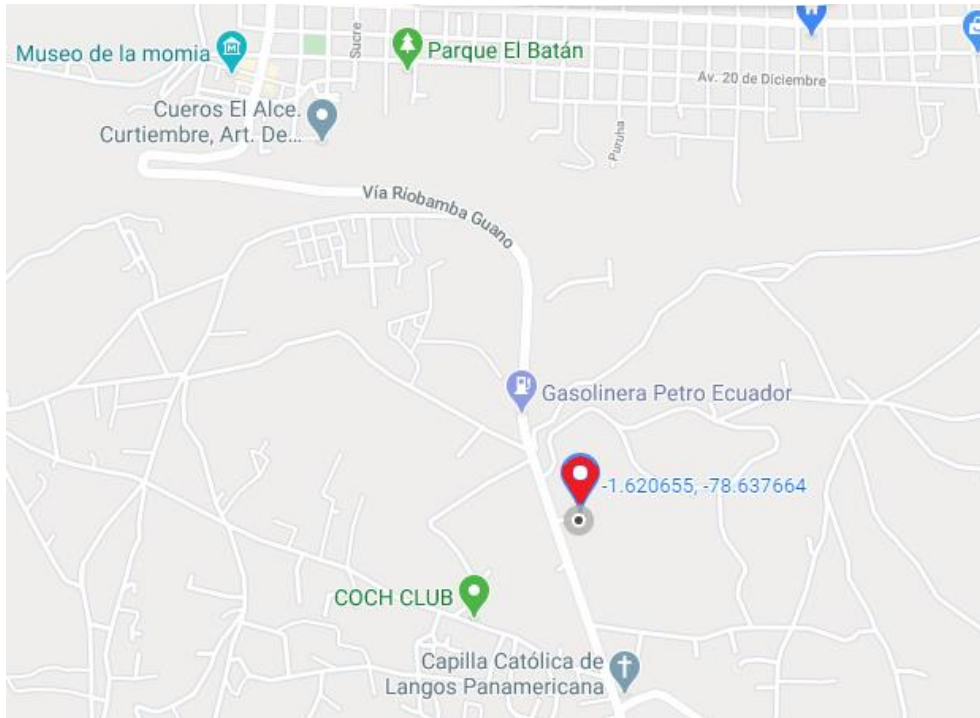 Museo de la momia
Sucre
Parque El Batán
Av. 20 de Diciembre
Cueros El Alce.
Curtiembre, Art. De...
Puruha
Vía Riobamba Guano
Gasolinera Petro Ecuador
-1.620655, -78.637664
COCH CLUB
Capilla Católica de
Langos Panamericana